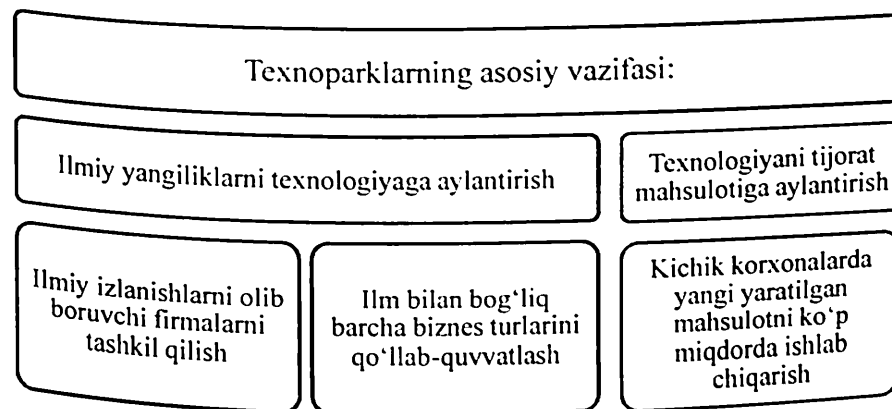 Texnoparklarning asosiy vazifasi:
Ilmiy yangiliklarni texnologiyaga aylantirish
Texnologiyani tijorat
mahsulotiga aylantirish
Ilmiy izlanishlarni olib
boruvchi firmalarni
tashkil qilish
Ilm bilan bog‘liq
barcha biznes turlarini
qo‘llab-quvvatlash
Kichik korxonalarda
yangi yaratilgan
mahsulotni ko‘p
miqdorda ishlab
chiqarish